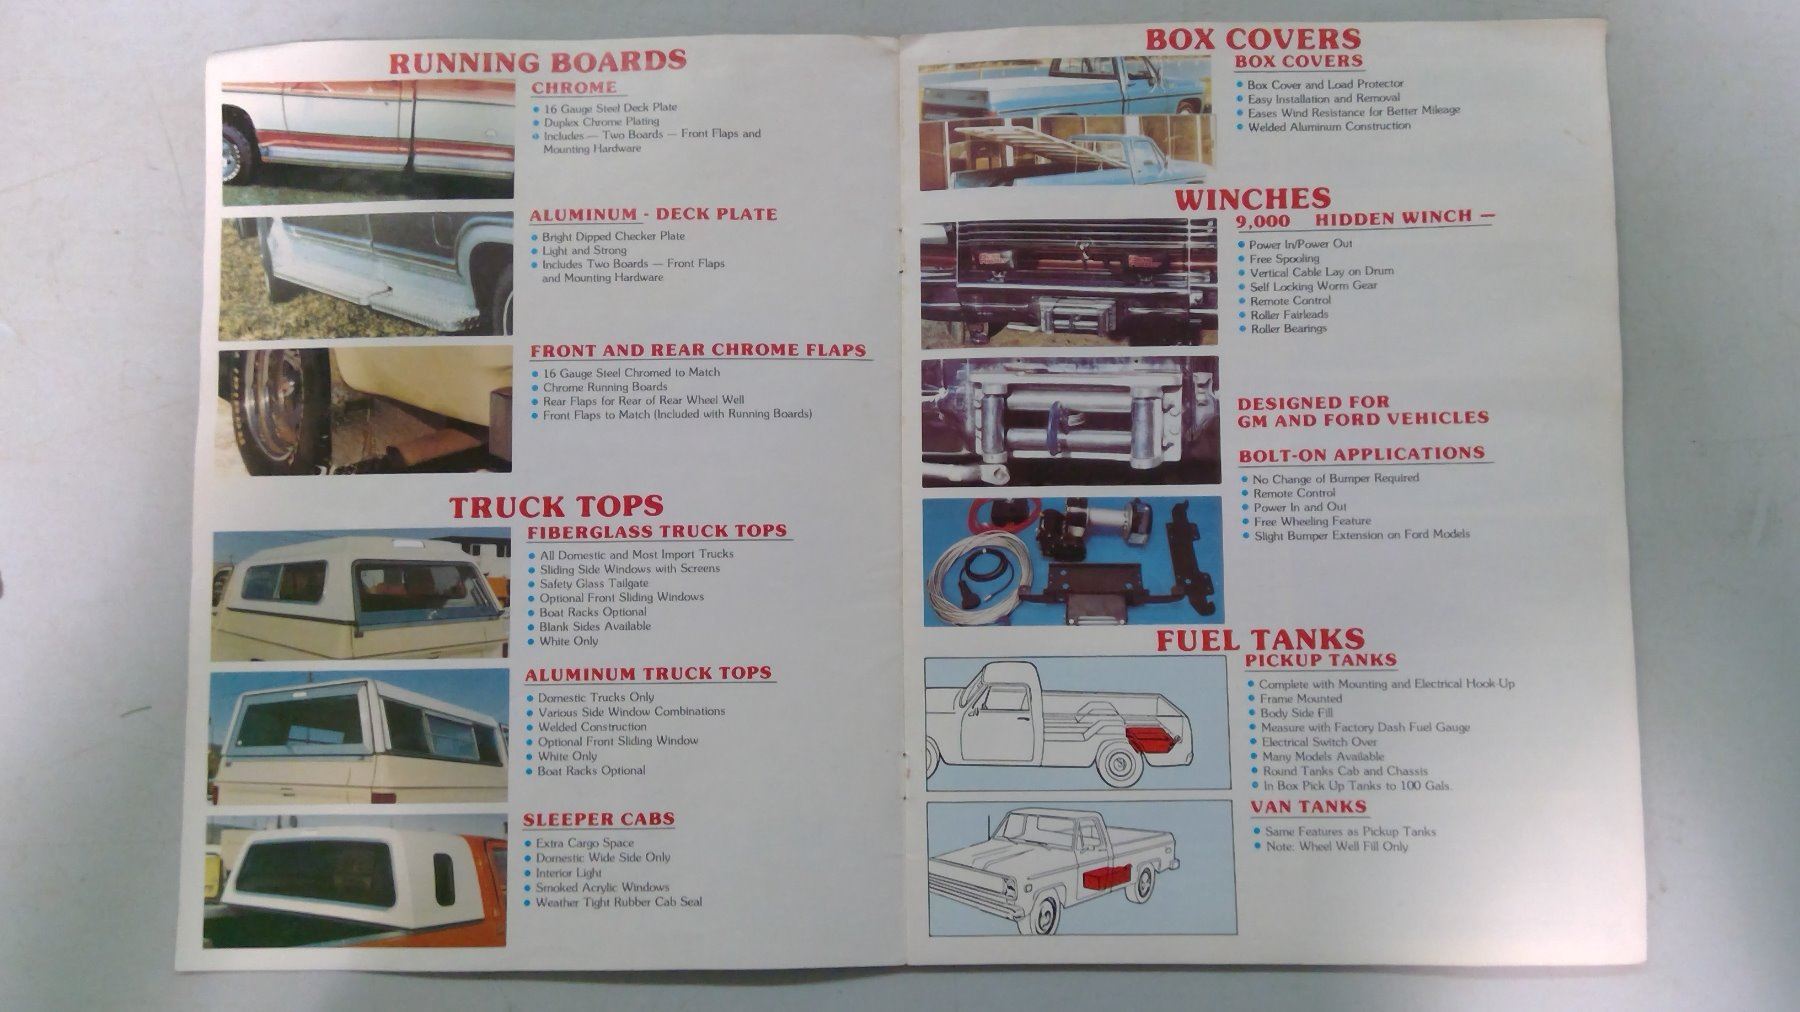 RUNNING BOARDS
CHROME
16 Gauge Steel Deck Plate
Duplex Chrome Plating
Includes — Two Boards — Front Flaps and
Mounting Hardware
ALUMINUM - DECK PLATE
Bright Dipped Checker Plate
Light and Strong
Includes Two Boards — Front Flaps
and Mounting Hardware
FRONT AND REAR CHROME FLAPS
16 Gauge Steel Chromed to Match
Chrome Running Boards
Rear Flaps for Rear of Rear Wheel Well
Front Flaps to Match (Included with Running Boards)
TRUCK TOPS
FIBERGLASS TRUCK TOPS
All Domestic and Most Import Trucks
Sliding Side Windows with Screens
Safety Glass Tailgate
Optional Front Sliding Windows
Boat Racks Optional
Blank Sides Available
White Only
ALUMINUM TRUCK TOPS
Domestic Trucks Only
Various Side Window Combinations
Welded Construction
Optional Front Sliding Window
White Only
Boat Racks Optional
SLEEPER CABS
Extra Cargo Space
Domestic Wide Side Only
Interior Light
Smoked Acrylic Windows
Weather Tight Rubber Cab Seal
BOX COVERS
BOX COVERS
Box Cover and Load Protector
Easy Installation and Removal
Eases Wind Resistance for Better Mileage
Welded Aluminum Construction
WINCHES
9,000 HIDDEN WINCH —
Power In/Power Out
Free Spooling
Vertical Cable Lay on Drum
Self Locking Worm Gear
Remote Control
Roller Fairleads
Roller Bearings
DESIGNED FOR
GM AND FORD VEHICLES
BOLT-ON APPLICATIONS
No Change of Bumper Required
Remote Control
Power In and Out
Free Wheeling Feature
Slight Bumper Extension on Ford Models
FUEL TANKS
PICKUP TANKS
Complete with Mounting and Electrical Hook-Up
Frame Mounted
Body Side Fill
Measure with Factory Dash Fuel Gauge
Electrical Switch Over
Many Models Available
Round Tanks Cab and Chassis
In Box Pick Up Tanks to 100 Gals.
VAN TANKS
Same Features as Pickup Tanks
Note: Wheel Well Fill Only